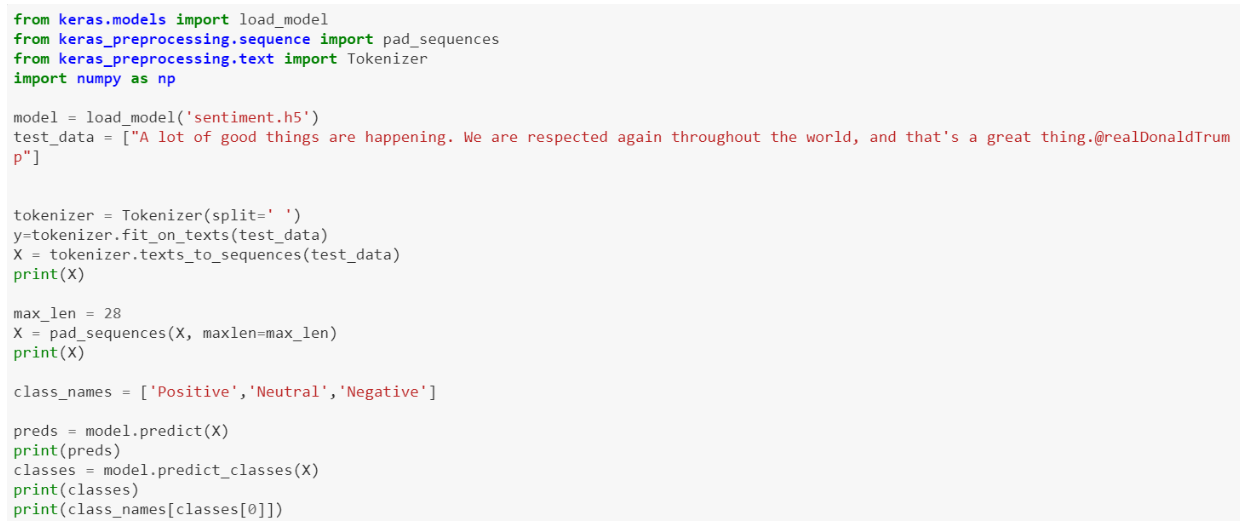 from keras.models import load_model
from keras_preprocessing.sequence import pad_sequences
from keras_preprocessing.text import Tokenizer
import numpy as np
model = load_model('sentiment.h5')
test_data = ["A lot of good things are happening. We are respected again throughout the world, and that's a great thing.@realDonaldTrum
p"]
tokenizer = Tokenizer(split=' ')
y=tokenizer.fit_on_texts(test_data)
X = tokenizer.texts_to_sequences(test_data)
print(X)
max_len = 28
X = pad_sequences(X, maxlen=max_len)
print(X)
class_names = ['Positive','Neutral','Negative']
preds = model.predict(X)
print(preds)
classes = model.predict_classes(X)
print(classes)
print(class_names[classes[0]])